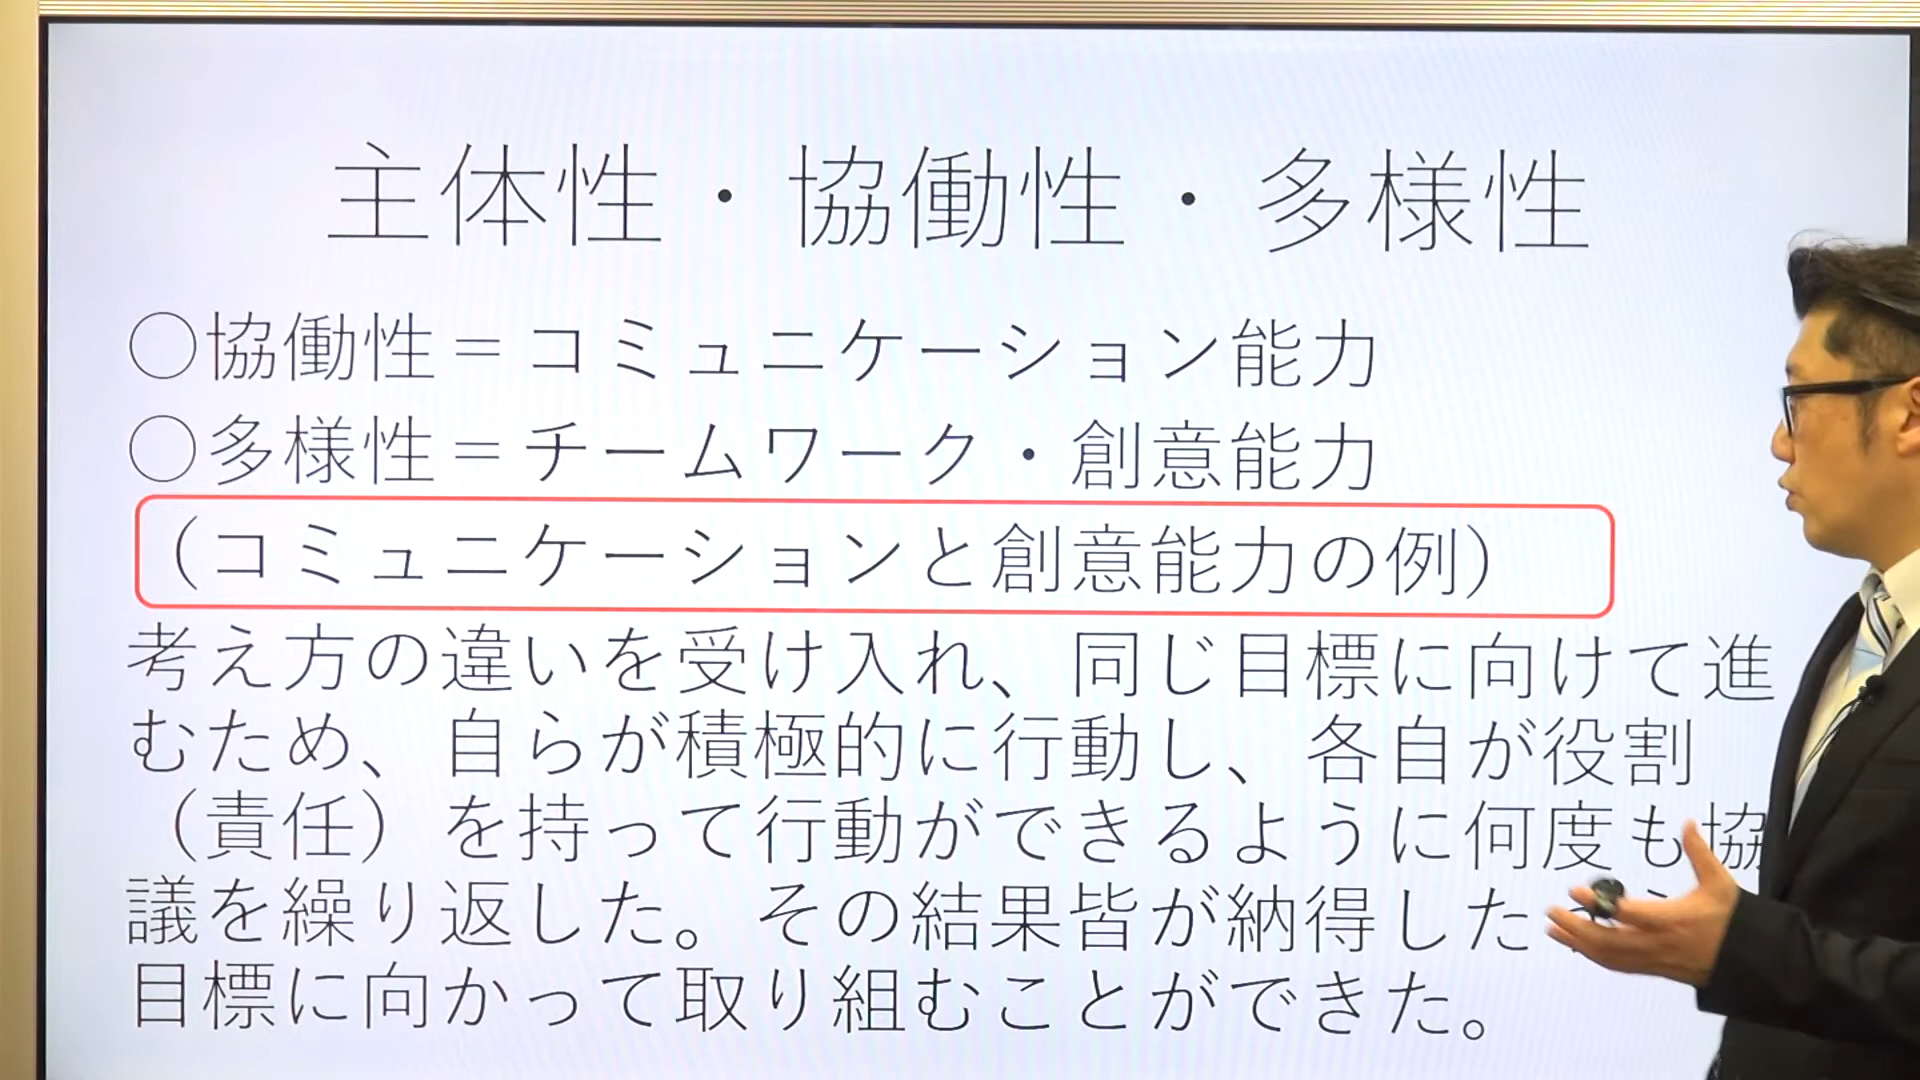 主体性・協働性・多様性
○協働性＝コミュニケーション能力
○多様性＝チームワーク・創意能力
（コミュニケーションと創意能力の例）
考え方の違いを受け入れ、同じ目標に向けて進
むため、自らが積極的に行動し、各自が役割
（責任）を持って行動ができるように何度も協
議を繰り返した。その結果皆が納得した
目標に向かって取り組むことができた。